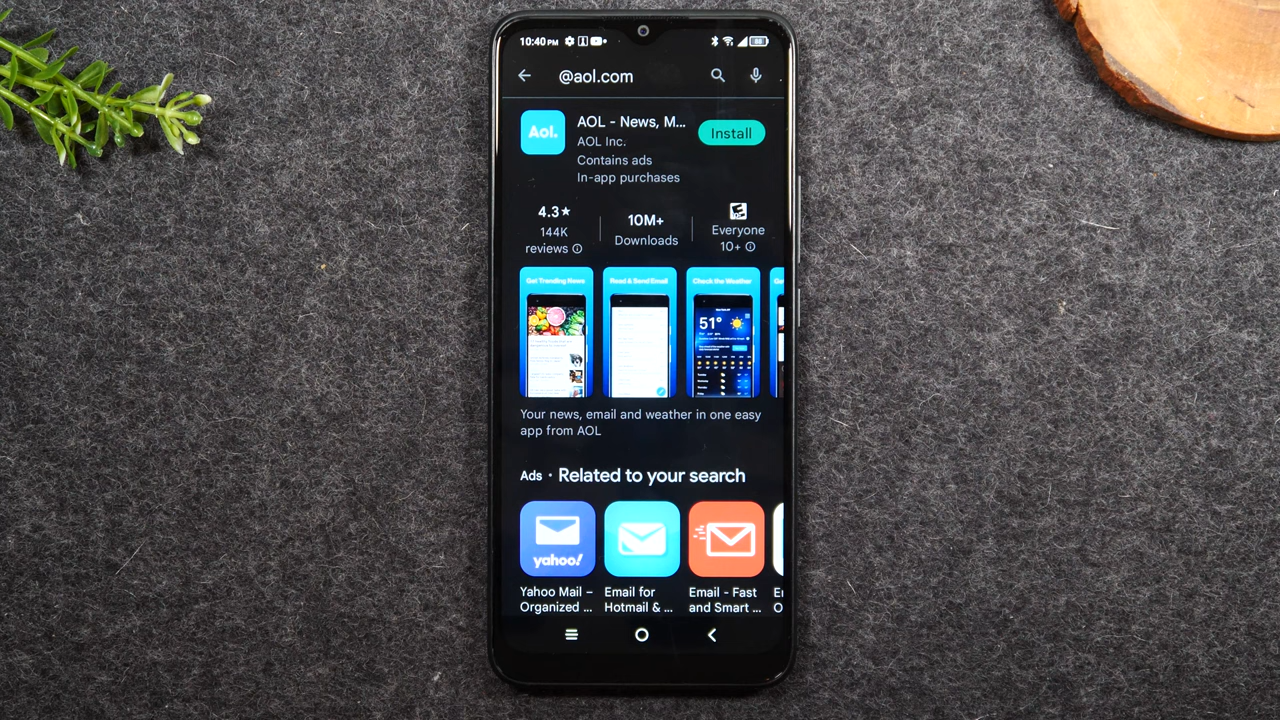 10:40 PM
@aol.com
Aol.
AOL - News, M...
Install
AOL Inc.
Contains ads
In-app purchases
4.3★
144K
reviews
10M+
Downloads
Everyone
10+
Get Trending News
Read & Send Email
Check the Weather
51°
Your news, email and weather in one easy
app from AOL
Ads · Related to your search
yahoo!
Yahoo Mail –
Organized ...
Email for
Hotmail & ...
Email - Fast
and Smart ...